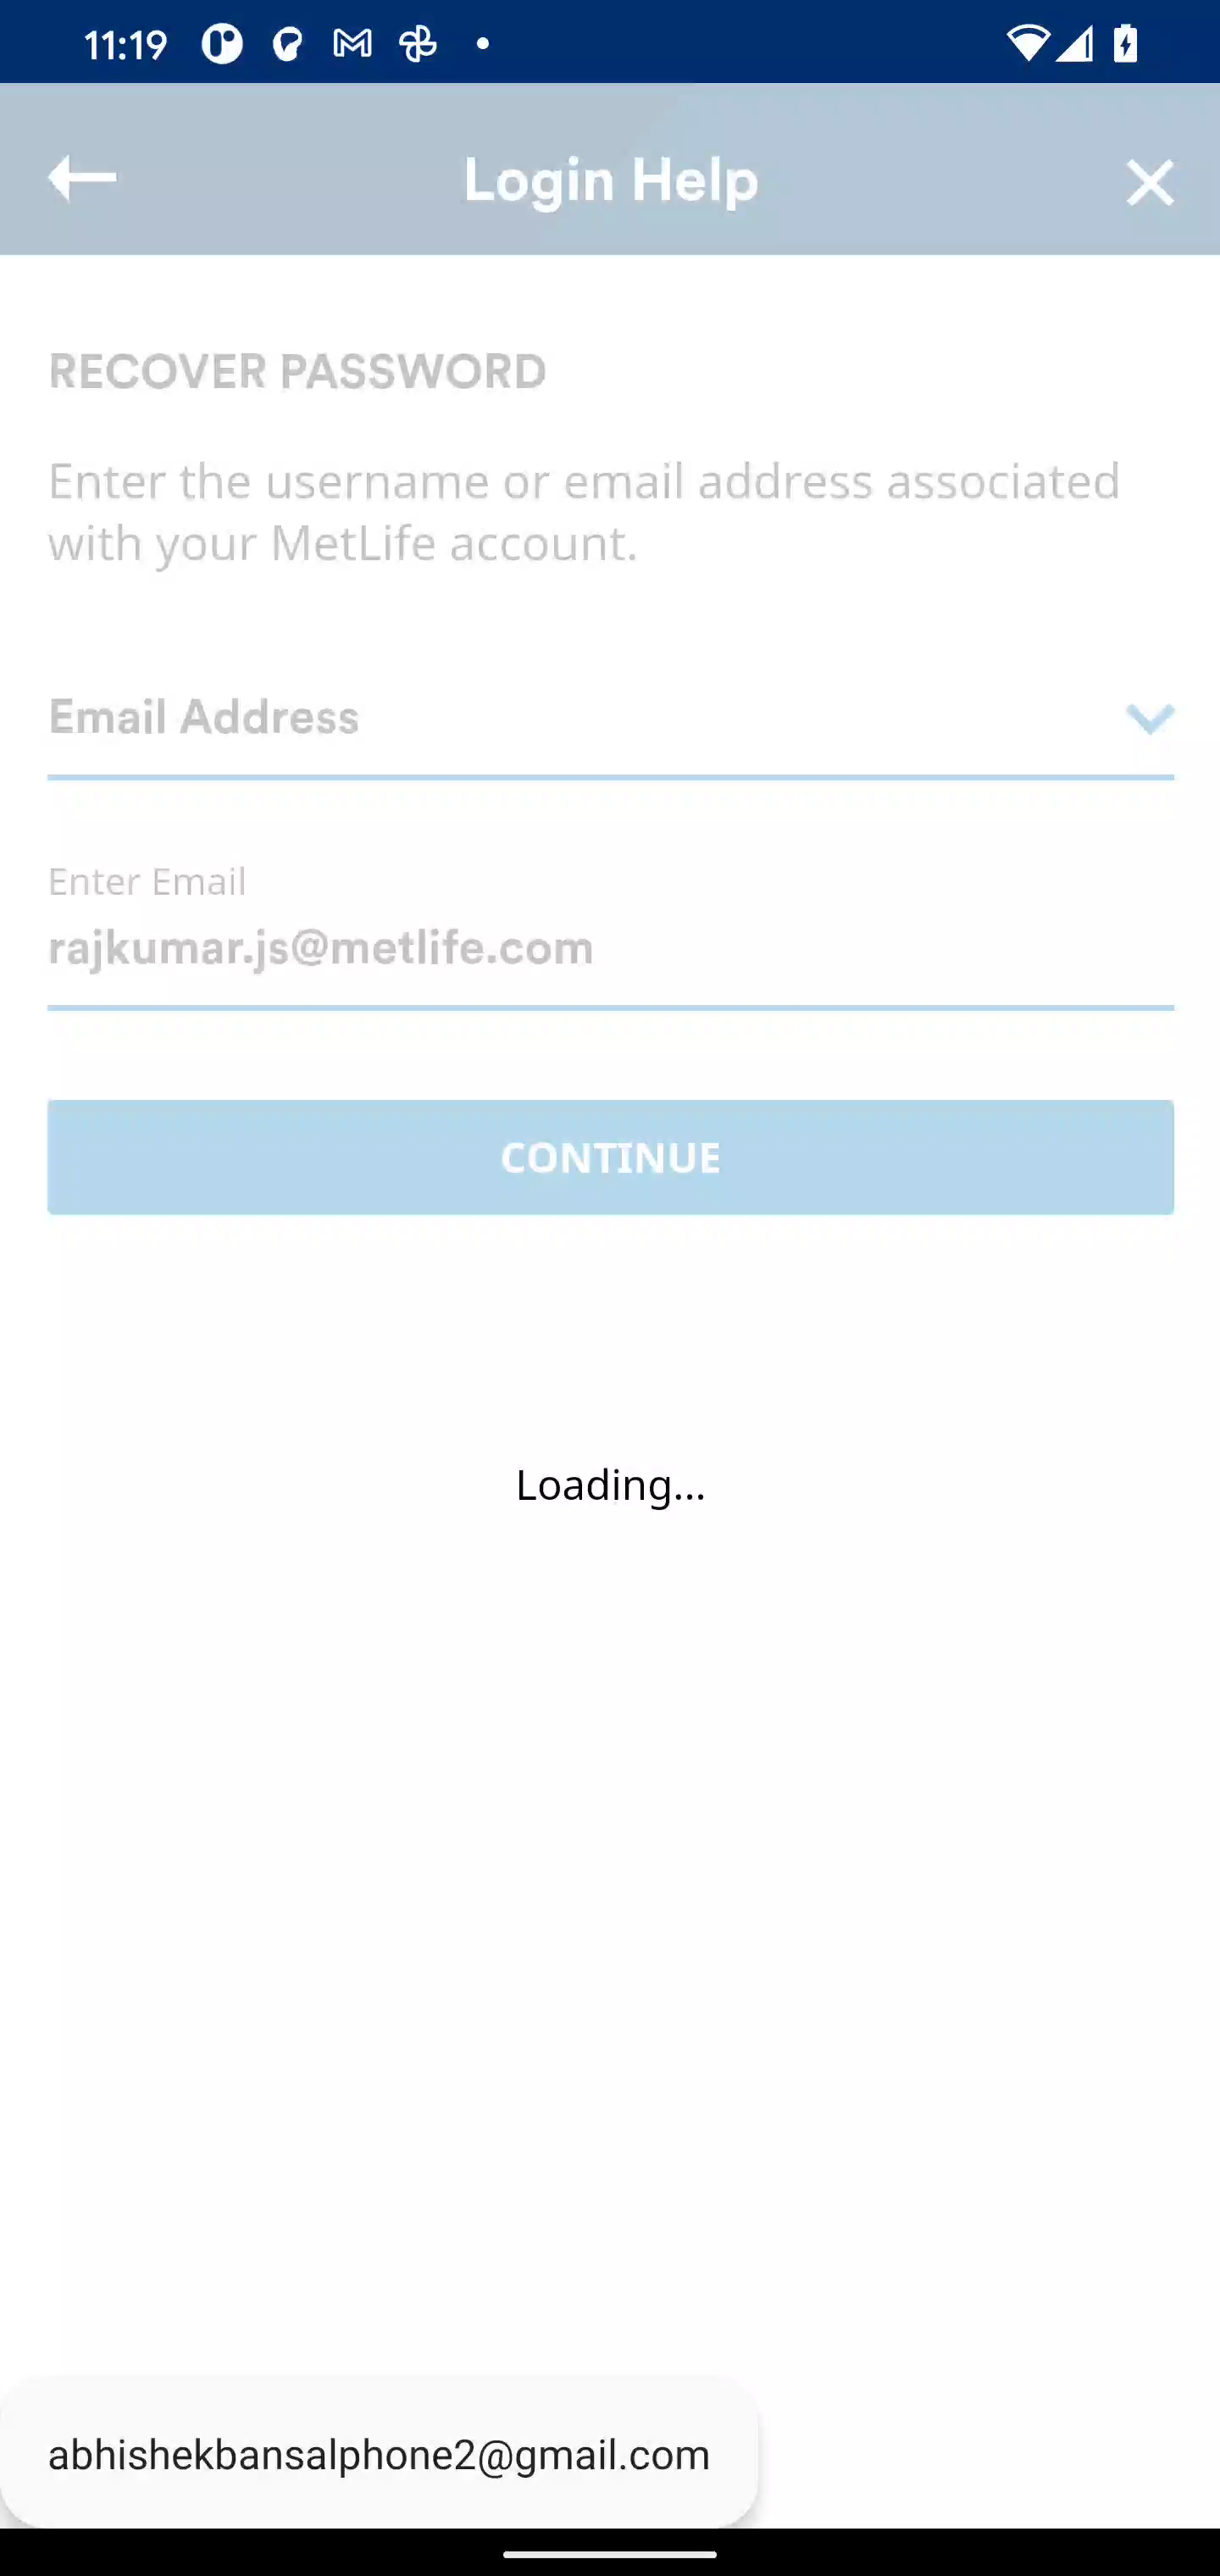 11:19
Login Help
RECOVER PASSWORD
Enter the username or email address associated
with your MetLife account.
Email Address
Enter Email
rajkumar.js@metlife.com
CONTINUE
Loading...
abhishekbansalphone2@gmail.com